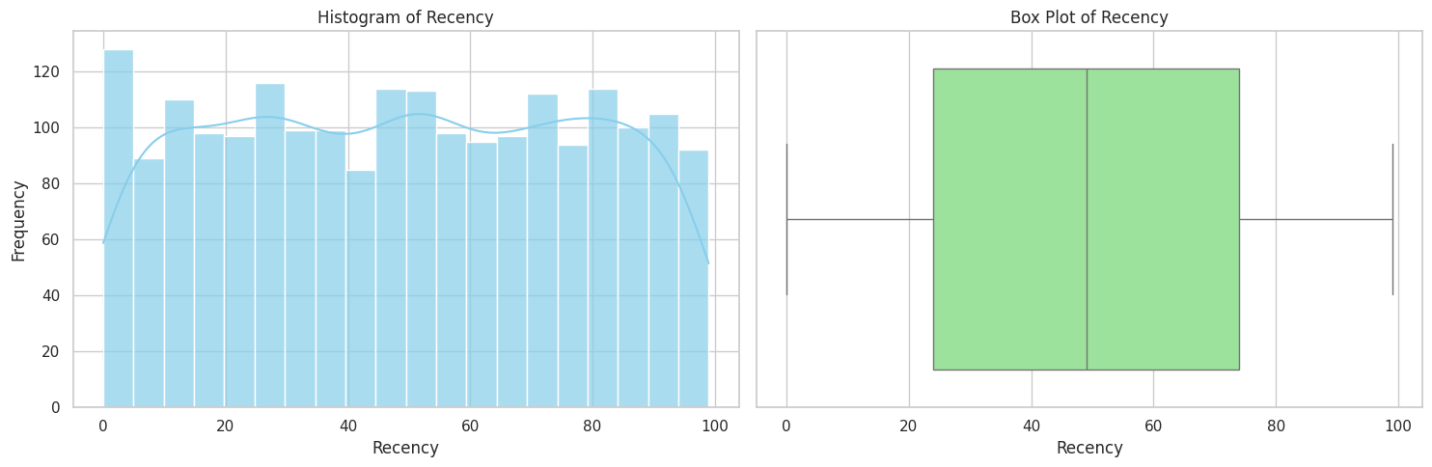 Histogram of Recency
Frequency
0
20
40
60
80
100
120
0 20 40 60 80 100
Recency
Box Plot of Recency
0 20 40 60 80 100
Recency